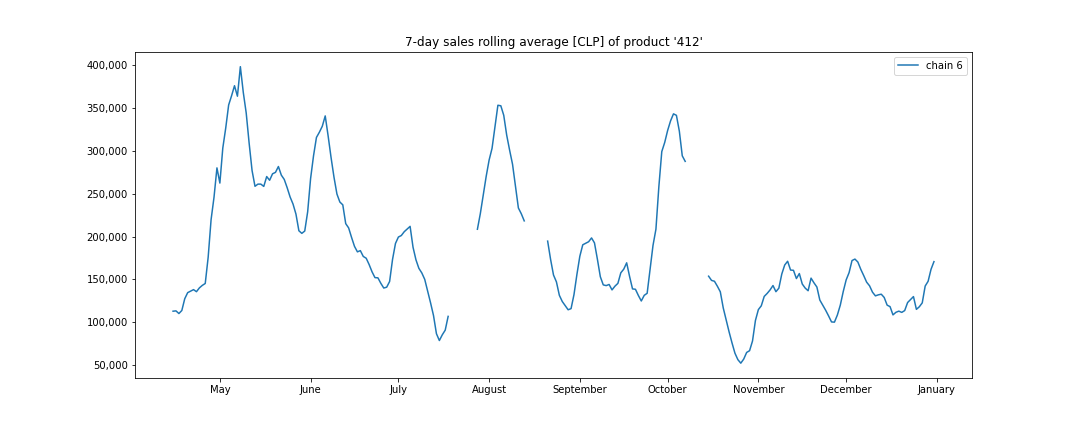 7-day sales rolling average [CLP] of product '412'
chain 6
400,000
350,000
300,000
250,000
200,000
150,000
100,000
50,000
May June July August September October November December January